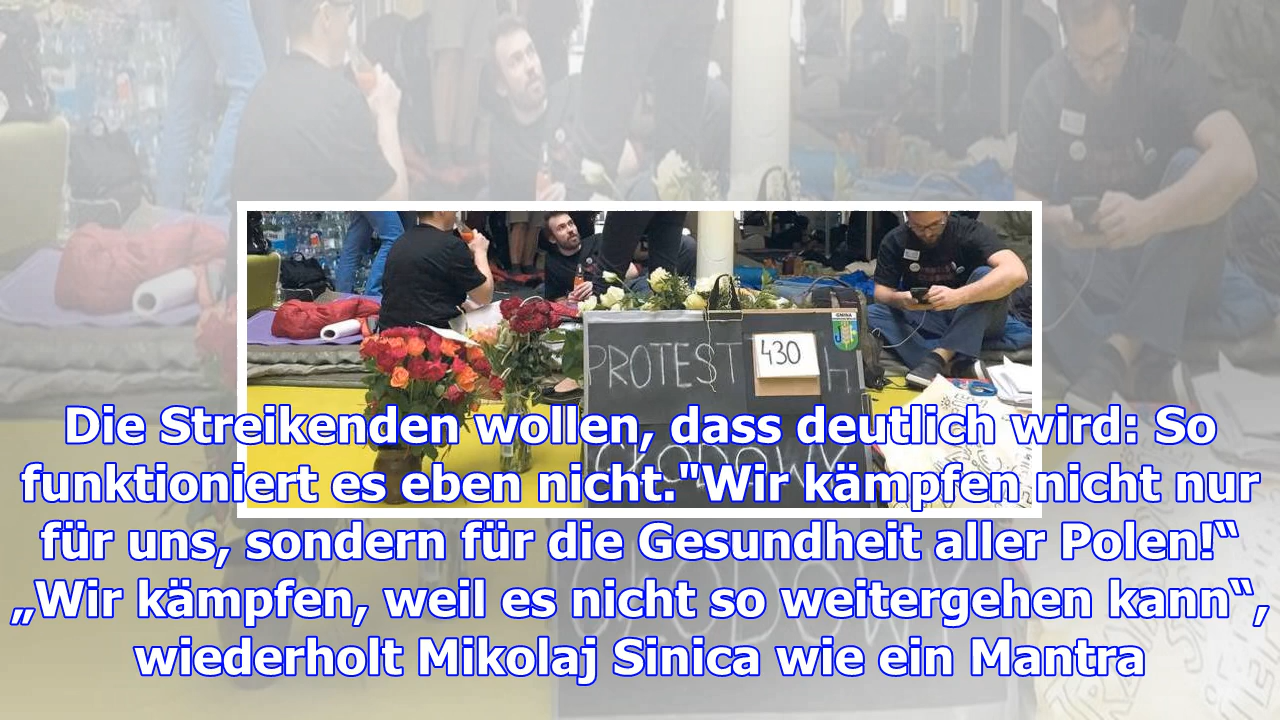 PROTEST 430 h
GŁODOWY
GMINA
Die Streikenden wollen, dass deutlich wird: So
funktioniert es eben nicht."Wir kämpfen nicht nur
für uns, sondern für die Gesundheit aller Polen!“
„Wir kämpfen, weil es nicht so weitergehen kann“,
wiederholt Mikolaj Sinica wie ein Mantra